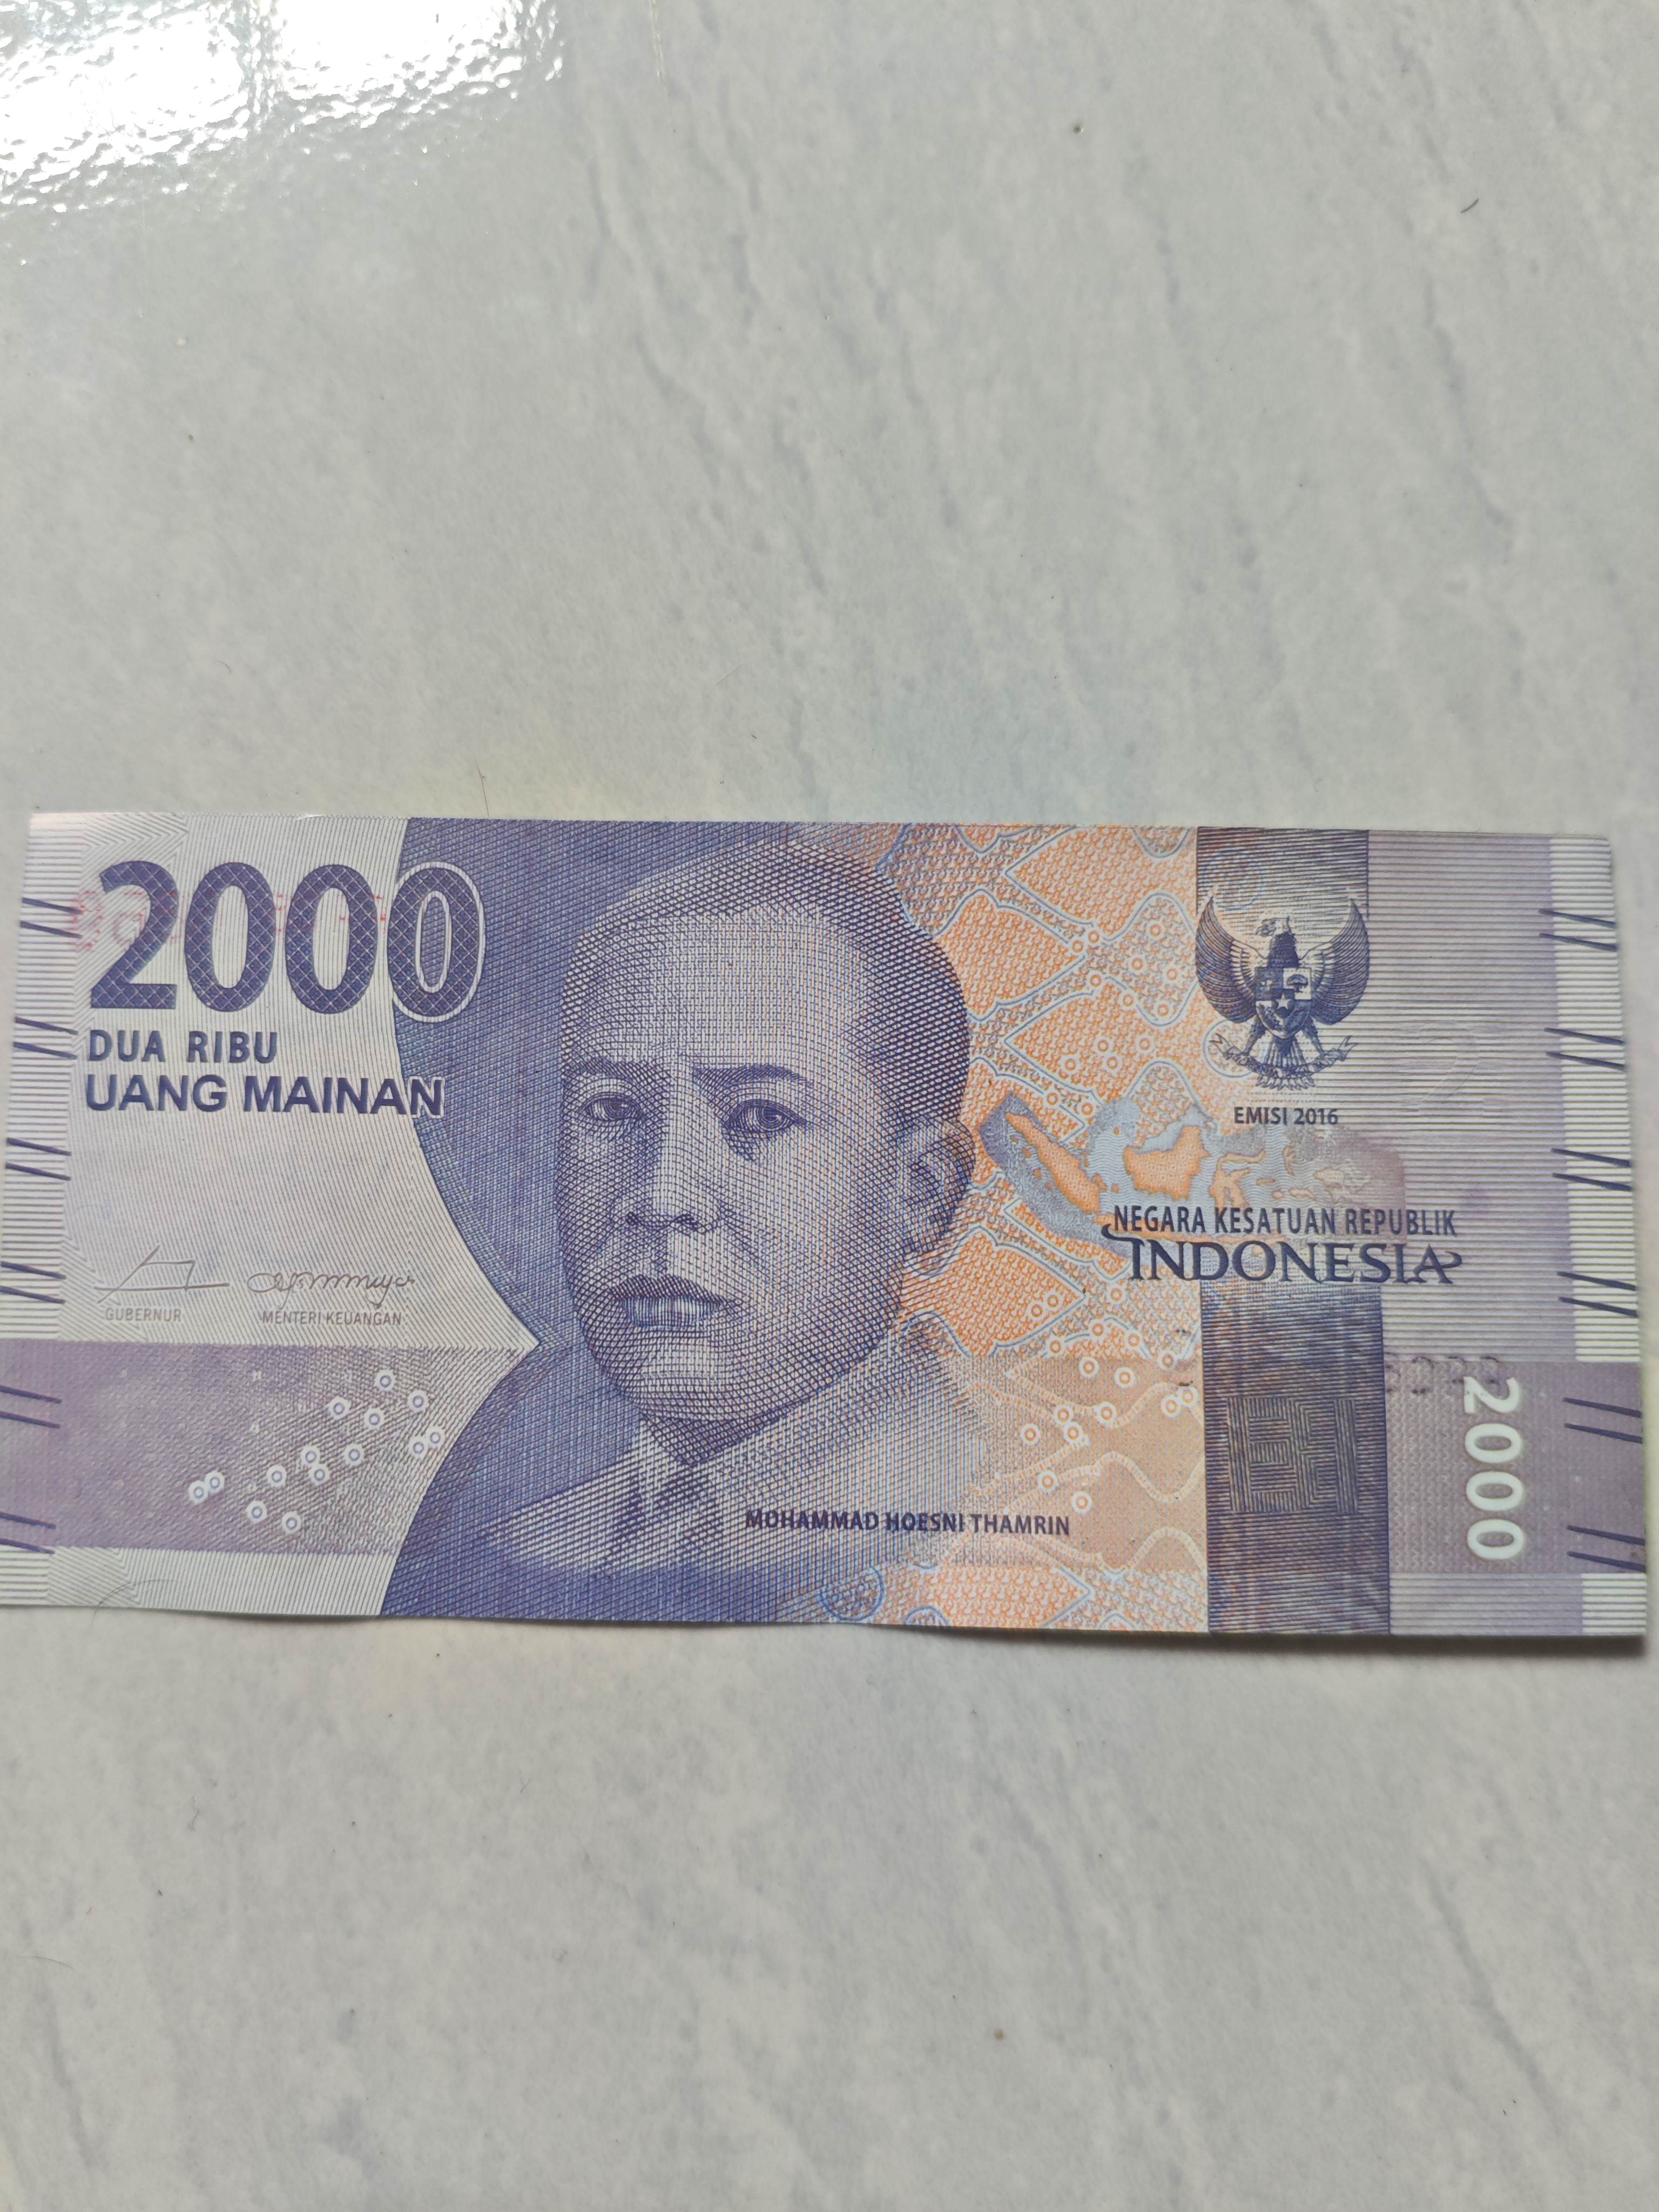 2000
DUA RIBU
UANG MAINAN
GUBERNUR
MENTERI KEUANGAN
MOHAMMAD HOESNI THAMRIN
EMISI 2016
NEGARA KESATUAN REPUBLIK
INDONESIA
2000